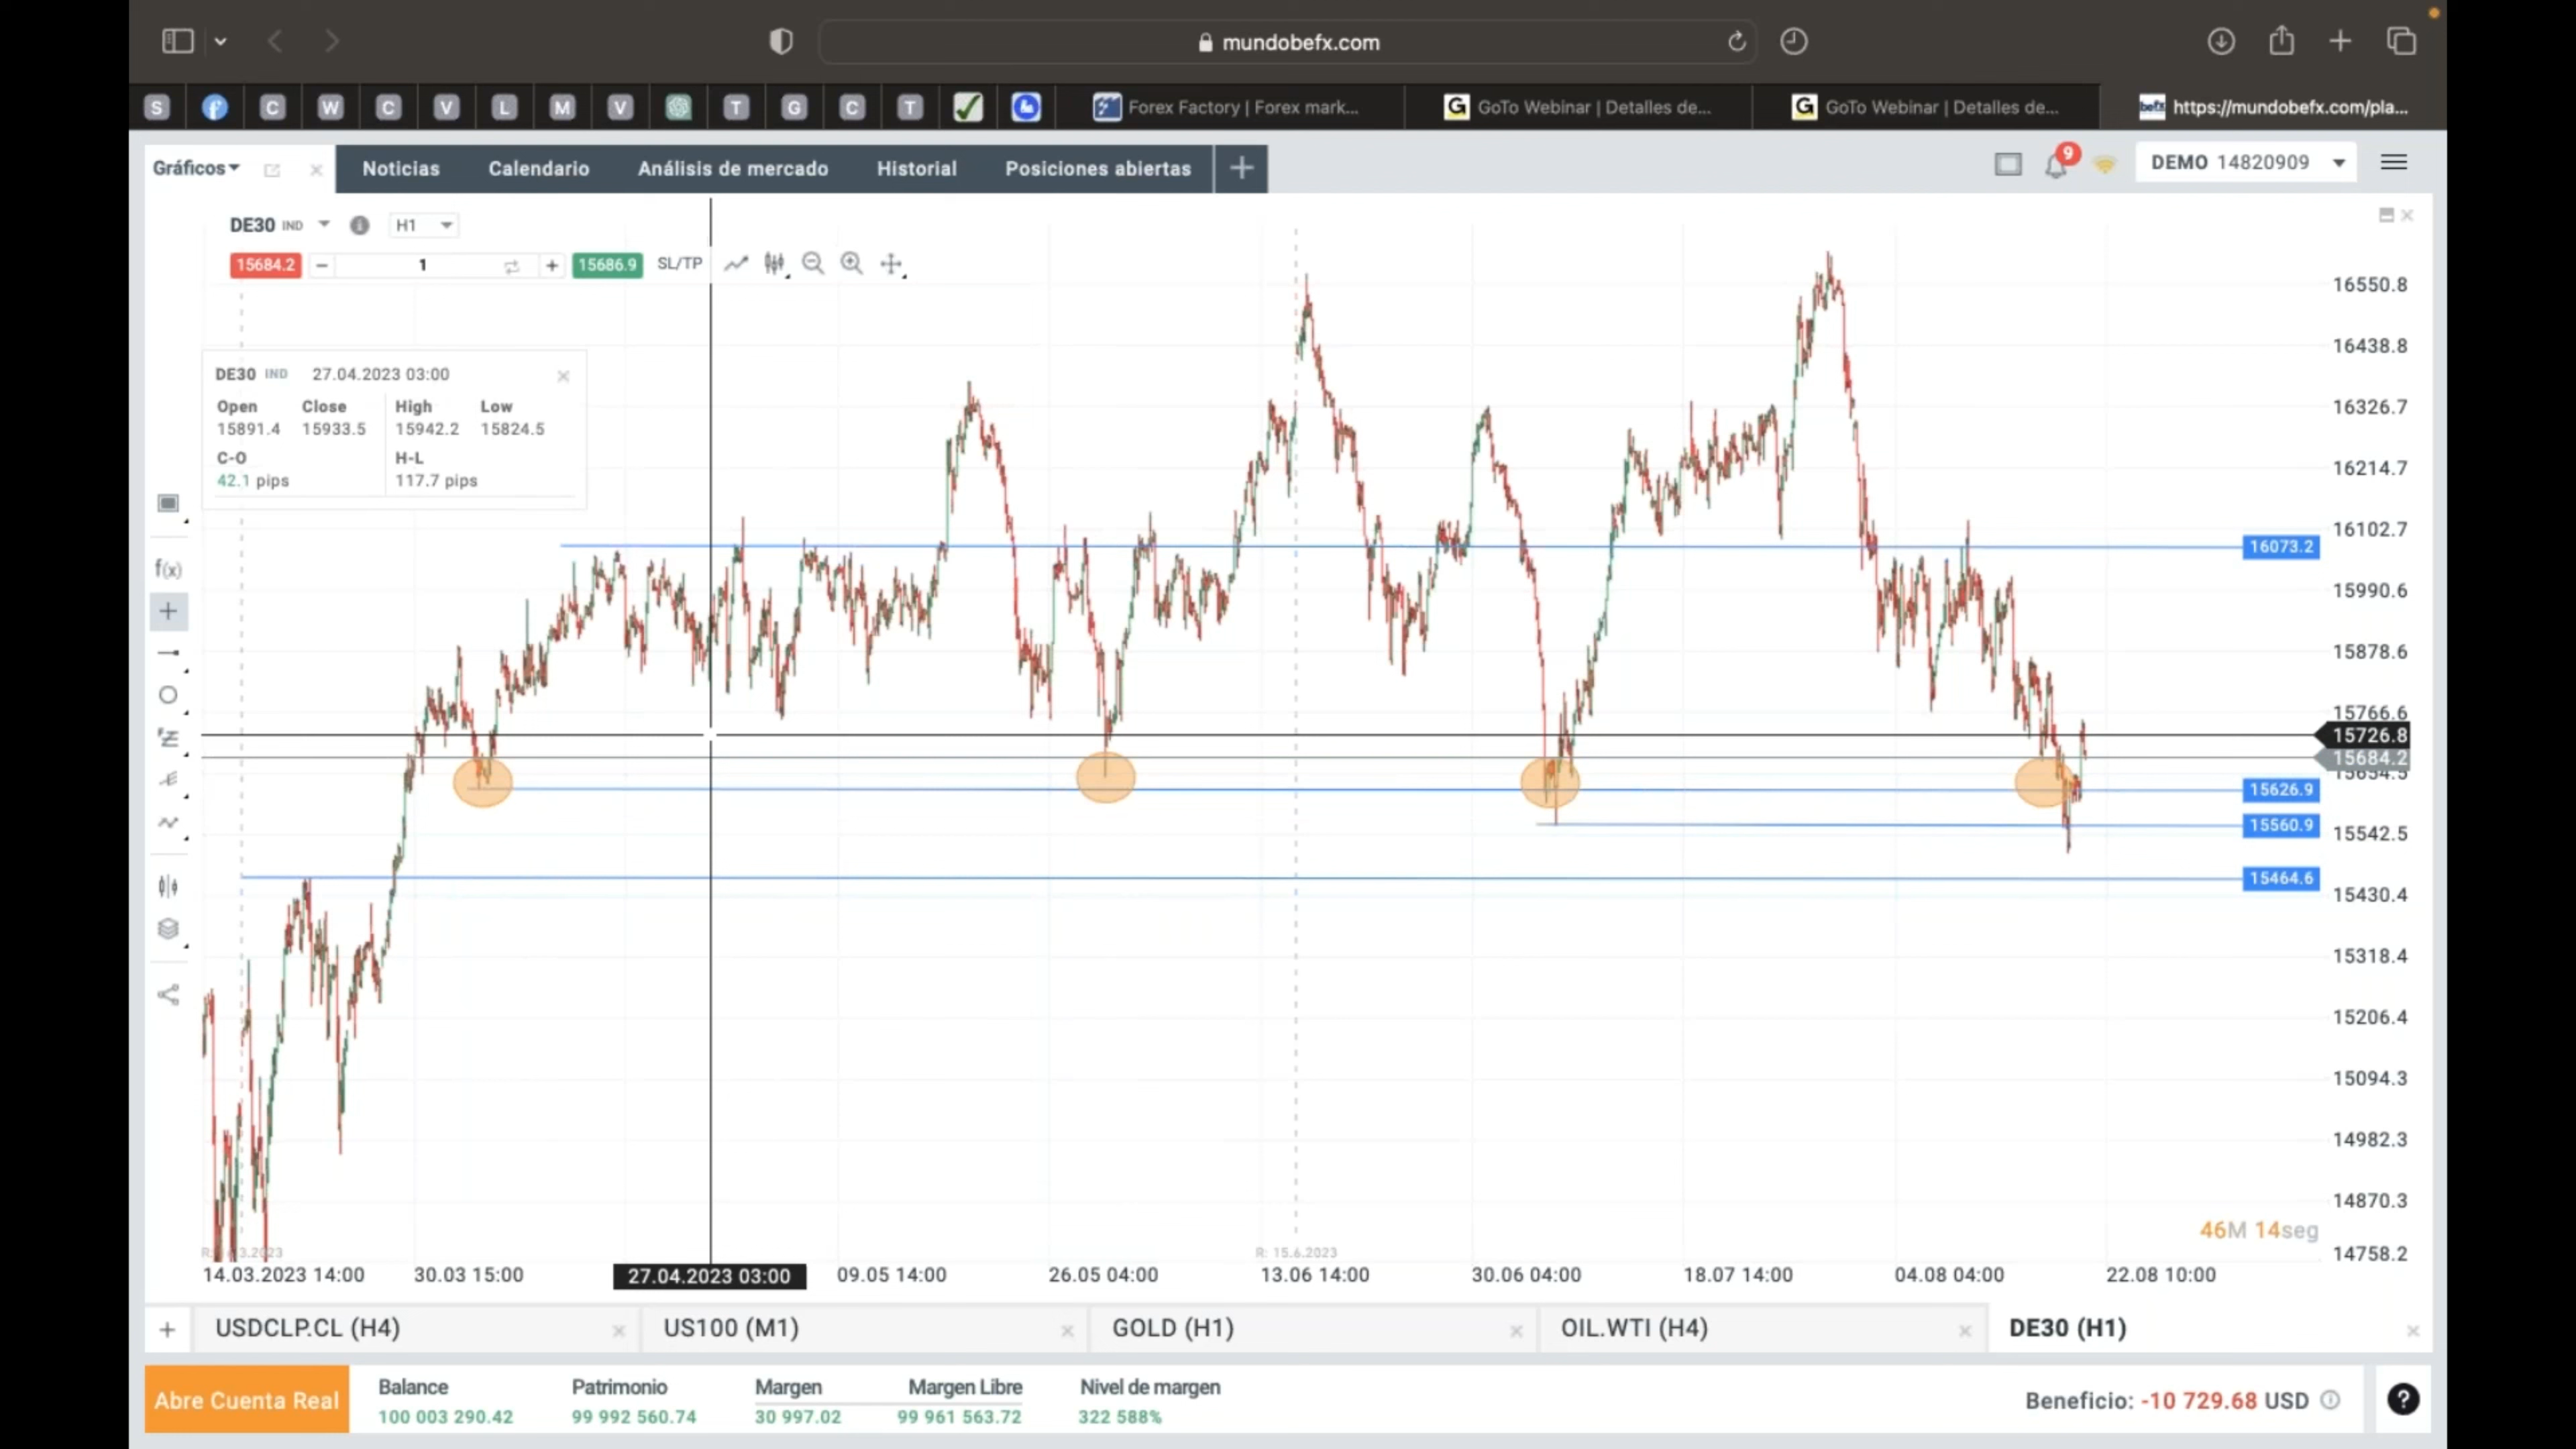 mundobefx.com
S C W C V L M V T G C T Forex Factory | Forex mark... GoTo Webinar | Detalles de... GoTo Webinar | Detalles de... befx https://mundobefx.com/pla...
Gráficos Noticias Calendario Análisis de mercado Historial Posiciones abiertas 9 DEMO 14820909
DE30 IND H1
15684.2 1 15686.9 SL/TP
DE30 IND 27.04.2023 03:00
Open Close High Low
15891.4 15933.5 15942.2 15824.5
C-O H-L
42.1 pips 117.7 pips
f(x)
16550.8
16438.8
16326.7
16214.7
16102.7
16073.2
15990.6
15878.6
15766.6
15726.8
15684.2
15654.5
15626.9
15560.9
15542.5
15464.6
15430.4
15318.4
15206.4
15094.3
14982.3
14870.3
46M 14seg
14758.2
R: 15.6.2023
14.03.2023 14:00 30.03 15:00 27.04.2023 03:00 09.05 14:00 26.05 04:00 13.06 14:00 30.06 04:00 18.07 14:00 04.08 04:00 22.08 10:00
USDCLP.CL (H4) US100 (M1) GOLD (H1) OIL.WTI (H4) DE30 (H1)
Abre Cuenta Real
Balance Patrimonio Margen Margen Libre Nivel de margen
100 003 290.42 99 992 560.74 30 997.02 99 961 563.72 322 588%
Beneficio: -10 729.68 USD